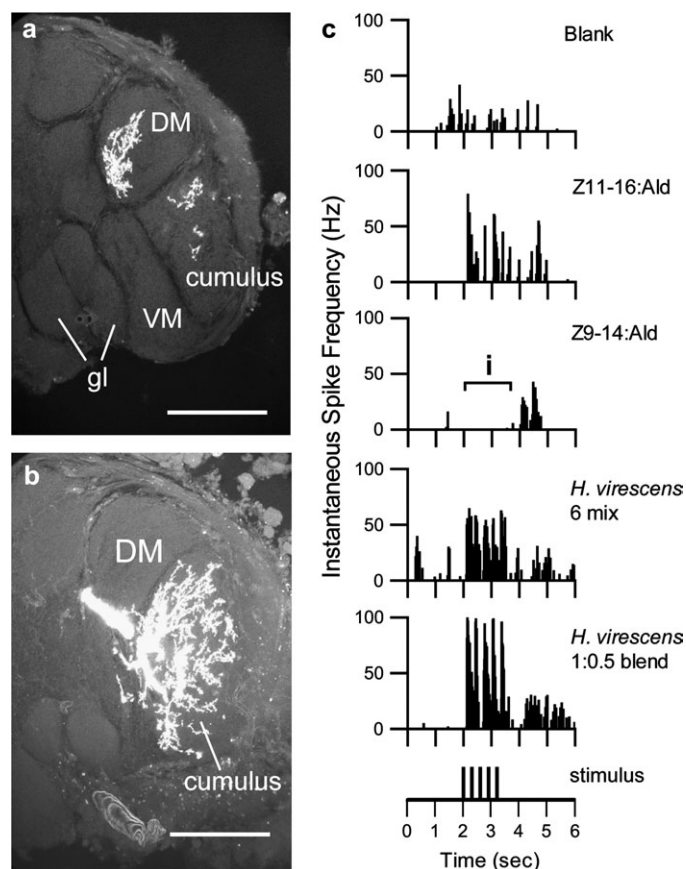 a
DM
cumulus
VM
gl
b
DM
cumulus
c
Instantaneous Spike Frequency (Hz)
Blank
100
50
0
Z11-16:Ald
100
50
0
Z9-14:Ald
i
100
50
0
H. virescens
6 mix
100
50
0
H. virescens
1:0.5 blend
100
50
0
stimulus
0 1 2 3 4 5 6
Time (sec)